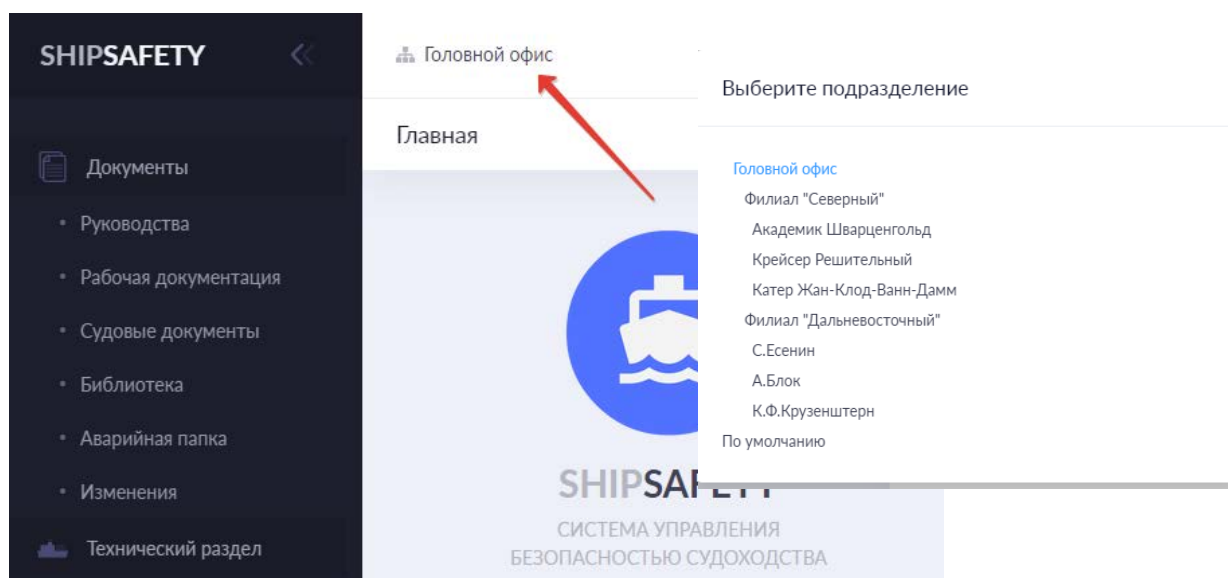 SHIPSAFETY
Документы
Руководства
Рабочая документация
Судовые документы
Библиотека
Аварийная папка
Изменения
Технический раздел
Головной офис
Главная
SHIPSAFETY
СИСТЕМА УПРАВЛЕНИЯ
БЕЗОПАСНОСТЬЮ СУДОХОДСТВА
Выберите подразделение
Головной офис
Филиал "Северный"
Академик Шварценгольд
Крейсер Решительный
Катер Жан-Клод-Ванн-Дамм
Филиал "Дальневосточный"
С.Есенин
А.Блок
К.Ф.Крузенштерн
По умолчанию